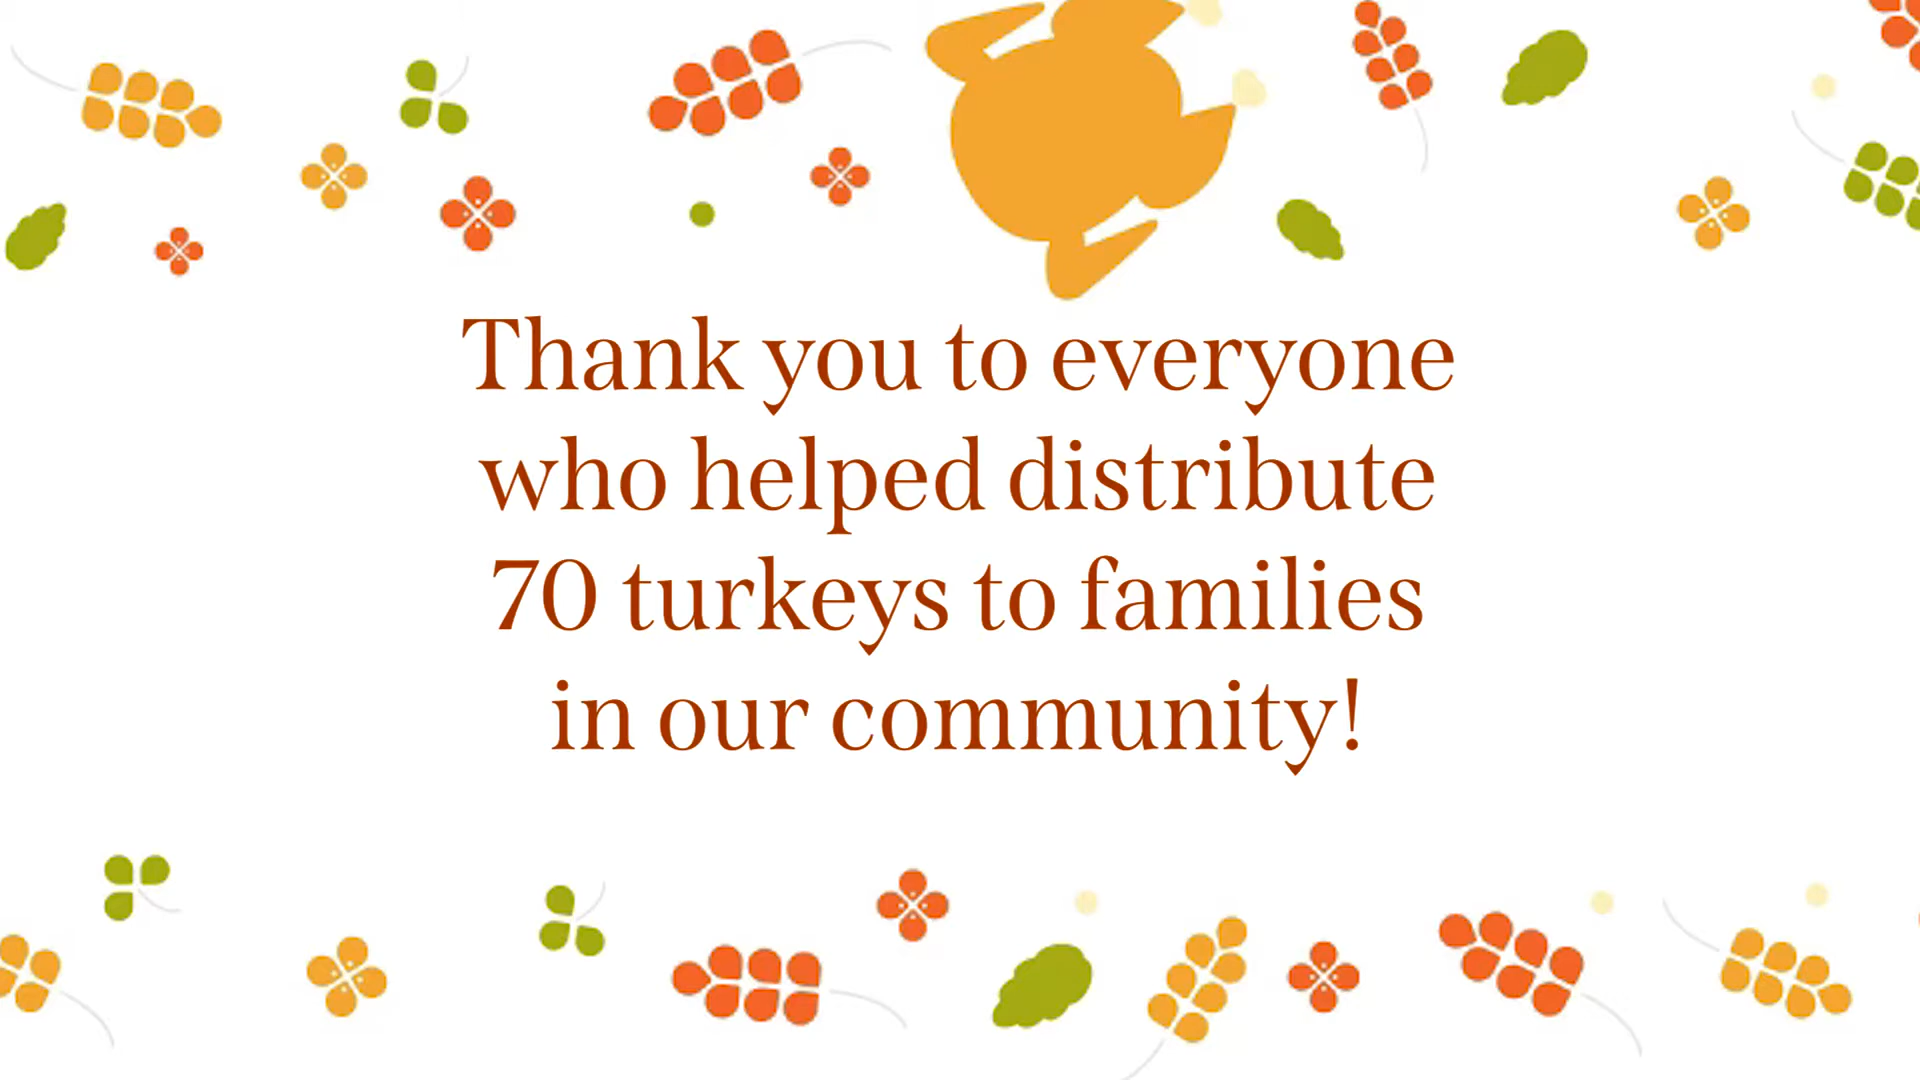 Thank you to everyone
who helped distribute
70 turkeys to families
in our community!